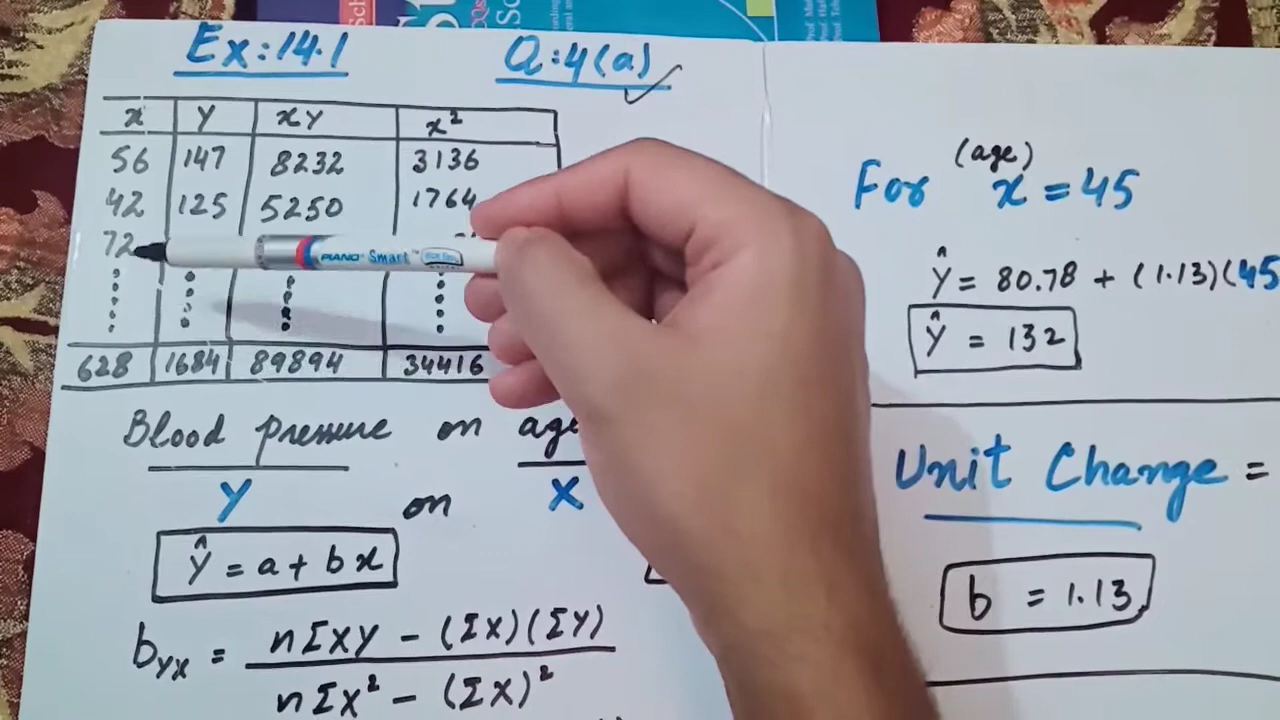 Ex:14.1
Q:4(a)
x Y xY x²
56 147 8232 3136
42 125 5250 1764
72
628 1684 89894 34416
Blood pressure on age
Y on X
Ŷ = a + bx
bYX = nΣXY - (ΣX)(ΣY)
nΣX² - (ΣX)²
PIANO Smart
(age)
For x = 45
Ŷ = 80.78 + (1.13)(45
Ŷ = 132
Unit Change =
b = 1.13